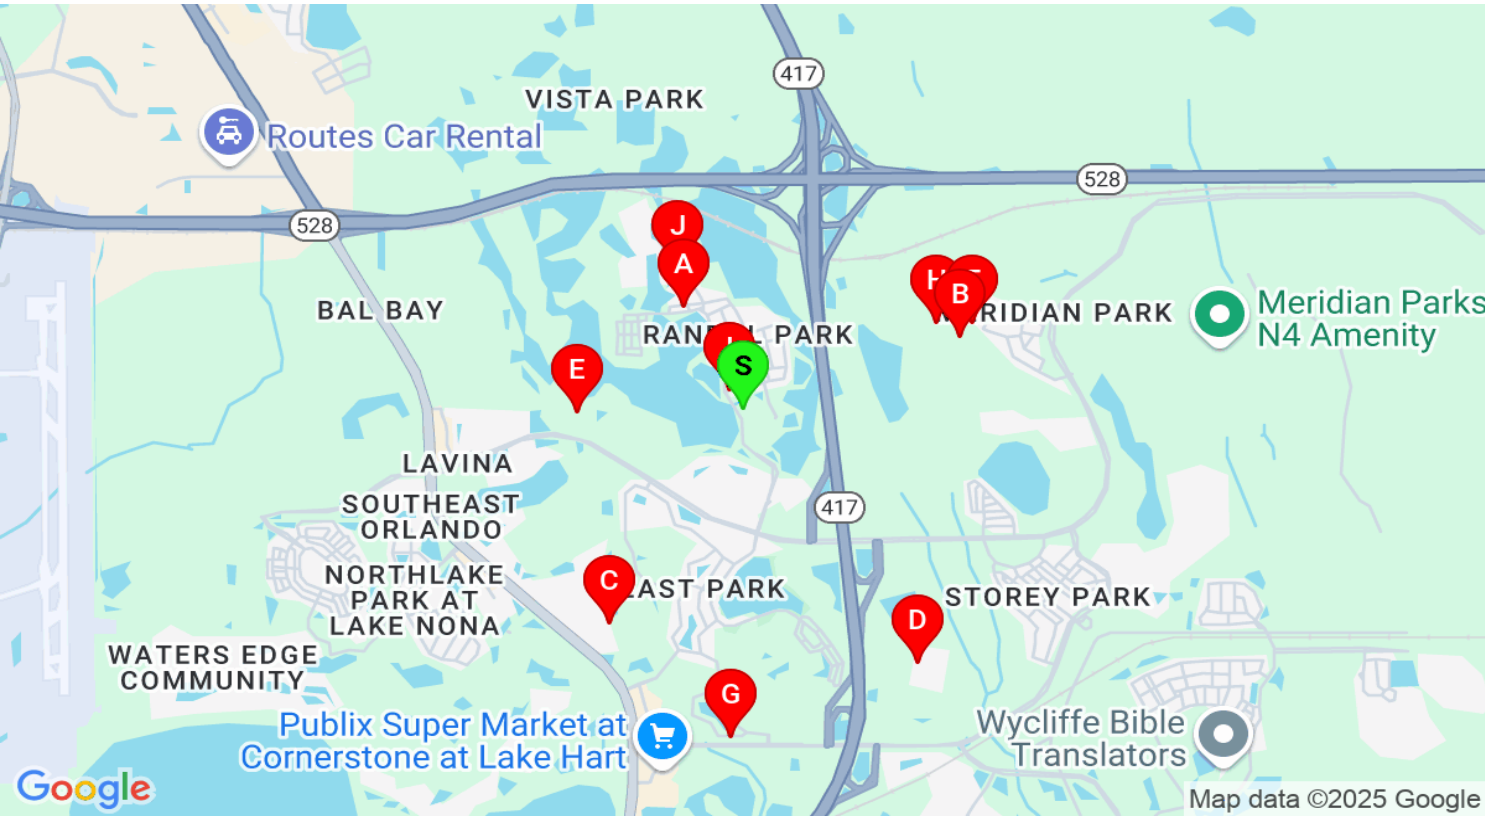 417
VISTA PARK
Routes Car Rental
528
528
J
A
H
B
BAL BAY
RIDIAN PARK
Meridian Parks
N4 Amenity
PARK
S
E
LAVINA
417
SOUTHEAST
ORLANDO
NORTHLAKE
PARK AT
LAKE NONA
C
EAST PARK
STOREY PARK
D
WATERS EDGE
COMMUNITY
G
Publix Super Market at
Cornerstone at Lake Hart
Wycliffe Bible
Translators
Google
Map data ©2025 Google